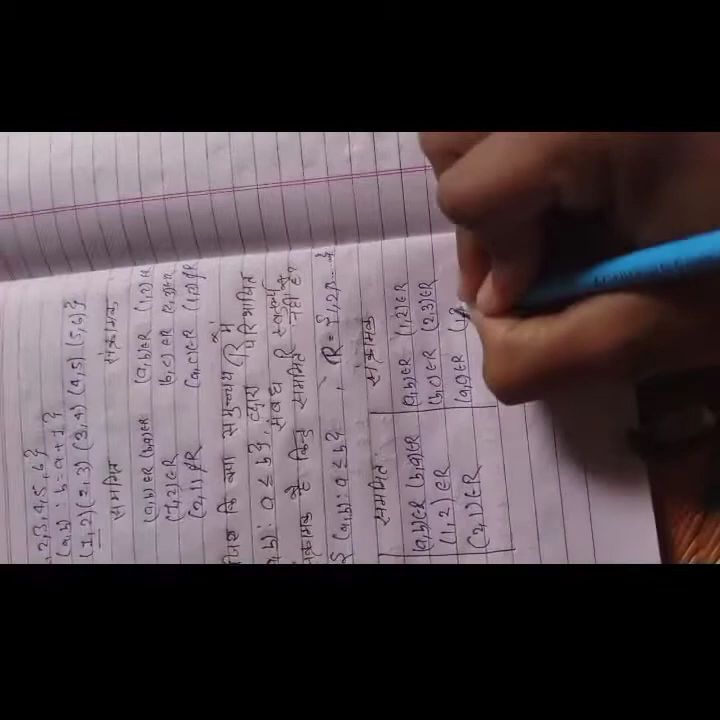 , 2,3,4,5,6}
(a,b) : b = a + 1 }
(1,2) (2,3) (3,4) (4,5) (5,6)}
सममित संक्रामक
(a,b)∈R (b,a)∈R (a,b)∈R (1,2)∈R
(1,2)∈R (b,c)∈R (2,3)∈R
(2,1)∉R (a,c)∈R (1,3)∉R
कि क्या समुच्चय R में
,b): a ≤ b}, द्वारा परिभाषित
संबंध R स्वतुल्य
है किन्तु सममित नहीं है?
{(a,b): a ≤ b} , R = {1,2,3...}
सममित संक्रामक
(a,b)∈R (b,a)∈R (a,b)∈R (1,2)∈R
(1,2)∈R (b,c)∈R (2,3)∈R
(2,1)∈R (a,c)∈R (1,